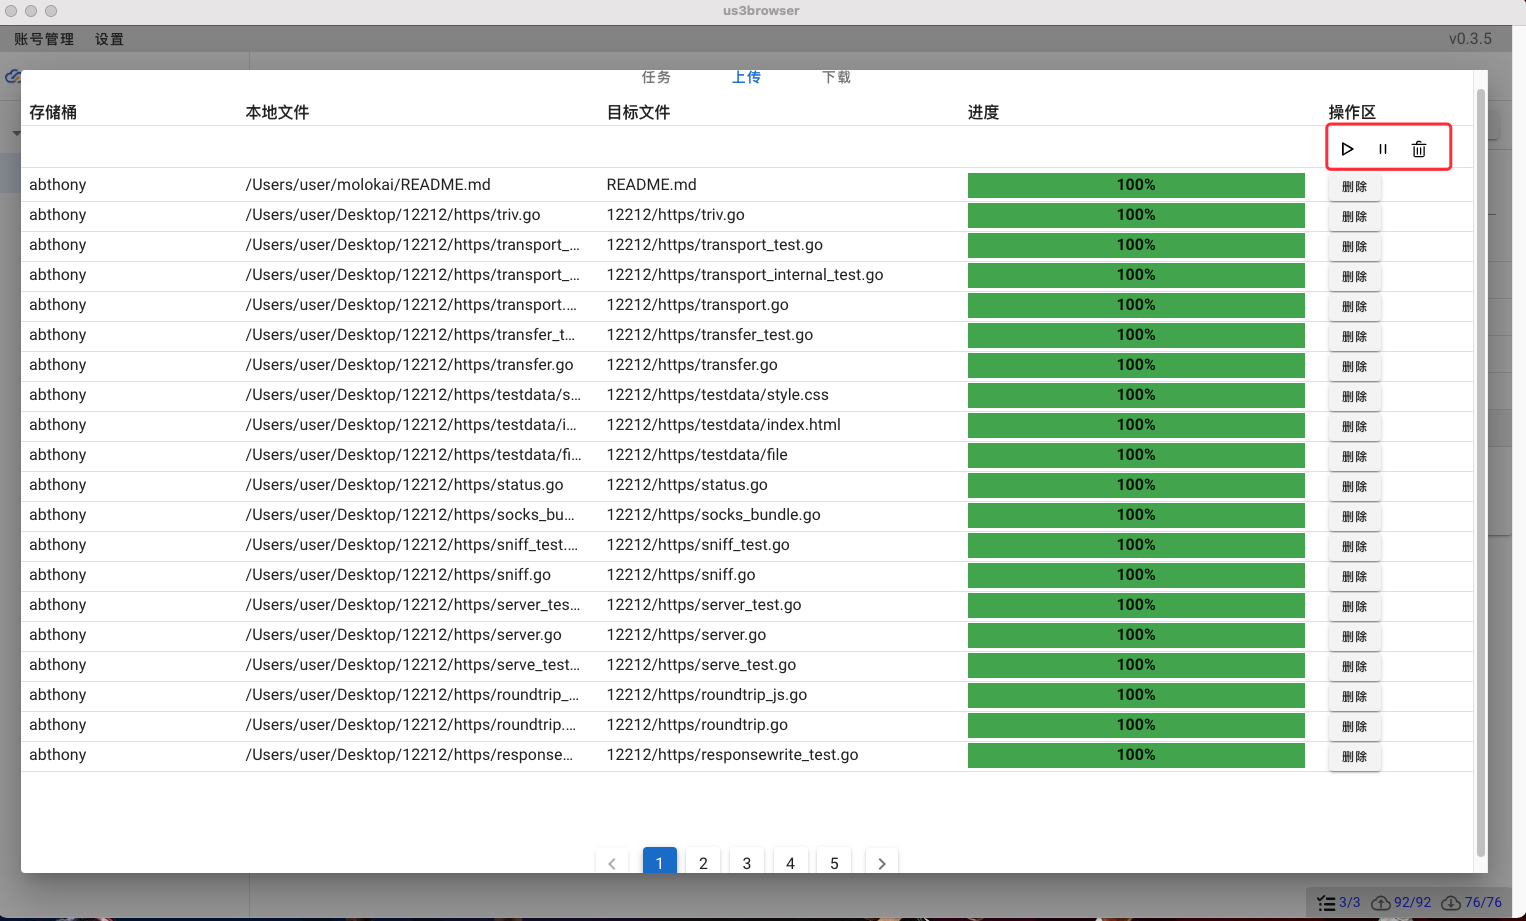 us3browser
账号管理 设置 v0.3.5
任务 上传 下载
存储桶 本地文件 目标文件 进度 操作区
abthony /Users/user/molokai/README.md README.md 100% 删除
abthony /Users/user/Desktop/12212/https/triv.go 12212/https/triv.go 100% 删除
abthony /Users/user/Desktop/12212/https/transport_... 12212/https/transport_test.go 100% 删除
abthony /Users/user/Desktop/12212/https/transport_... 12212/https/transport_internal_test.go 100% 删除
abthony /Users/user/Desktop/12212/https/transport.... 12212/https/transport.go 100% 删除
abthony /Users/user/Desktop/12212/https/transfer_t... 12212/https/transfer_test.go 100% 删除
abthony /Users/user/Desktop/12212/https/transfer.go 12212/https/transfer.go 100% 删除
abthony /Users/user/Desktop/12212/https/testdata/s... 12212/https/testdata/style.css 100% 删除
abthony /Users/user/Desktop/12212/https/testdata/i... 12212/https/testdata/index.html 100% 删除
abthony /Users/user/Desktop/12212/https/testdata/fi... 12212/https/testdata/file 100% 删除
abthony /Users/user/Desktop/12212/https/status.go 12212/https/status.go 100% 删除
abthony /Users/user/Desktop/12212/https/socks_bu... 12212/https/socks_bundle.go 100% 删除
abthony /Users/user/Desktop/12212/https/sniff_test.... 12212/https/sniff_test.go 100% 删除
abthony /Users/user/Desktop/12212/https/sniff.go 12212/https/sniff.go 100% 删除
abthony /Users/user/Desktop/12212/https/server_tes... 12212/https/server_test.go 100% 删除
abthony /Users/user/Desktop/12212/https/server.go 12212/https/server.go 100% 删除
abthony /Users/user/Desktop/12212/https/serve_test... 12212/https/serve_test.go 100% 删除
abthony /Users/user/Desktop/12212/https/roundtrip_... 12212/https/roundtrip_js.go 100% 删除
abthony /Users/user/Desktop/12212/https/roundtrip.... 12212/https/roundtrip.go 100% 删除
abthony /Users/user/Desktop/12212/https/response... 12212/https/responsewrite_test.go 100% 删除
1 2 3 4 5
3/3 92/92 76/76